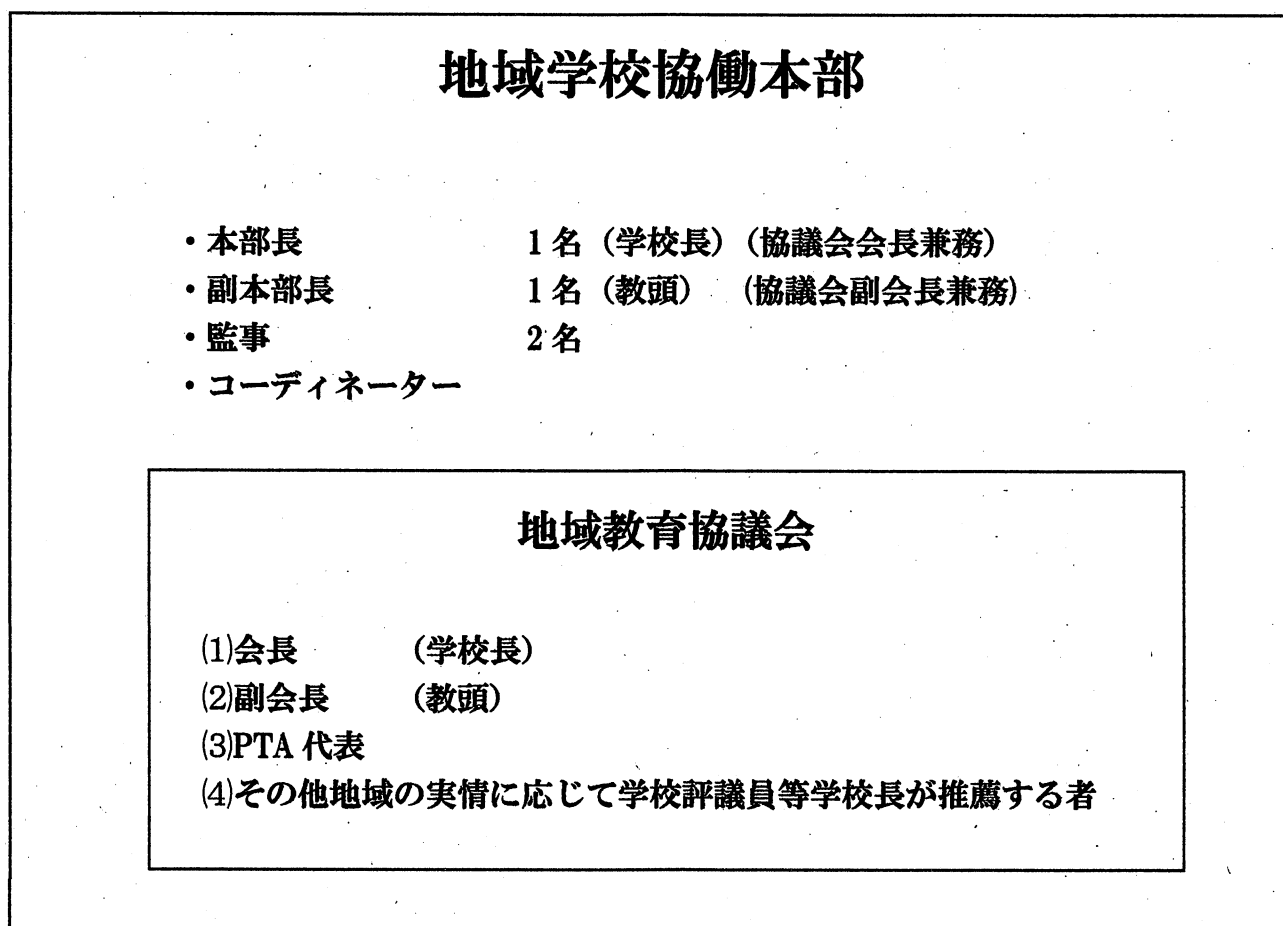 地域学校協働本部
・本部長 1名（学校長）（協議会会長兼務）
・副本部長 1名（教頭） （協議会副会長兼務）
・監事 2名
・コーディネーター
地域教育協議会
⑴会長 （学校長）
⑵副会長 （教頭）
⑶PTA 代表
⑷その他地域の実情に応じて学校評議員等学校長が推薦する者